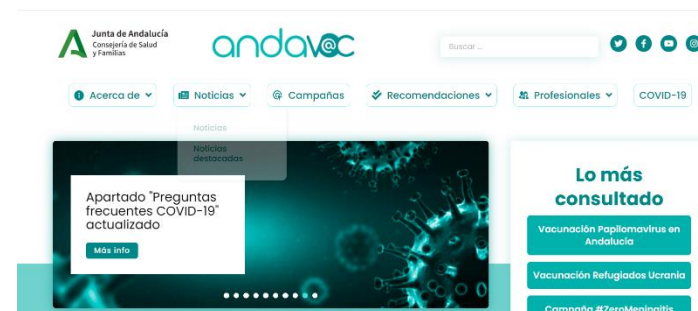 Junta de Andalucía
Consejería de Salud
y Familias
andavac
Buscar ...
Acerca de
Noticias
Campañas
Recomendaciones
Profesionales
COVID-19
Noticias
Noticias
destacadas
Apartado "Preguntas
frecuentes COVID-19"
actualizado
Más info
Lo más
consultado
Vacunación Papilomavirus en
Andalucía
Vacunación Refugiados Ucrania
Campaña #ZeroMeningitis